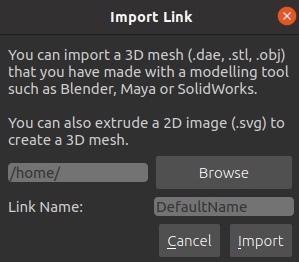 Import Link
You can import a 3D mesh (.dae, .stl, .obj)
that you have made with a modelling tool
such as Blender, Maya or SolidWorks.
You can also extrude a 2D image (.svg) to
create a 3D mesh.
/home/ Browse
Link Name: DefaultName
Cancel Import